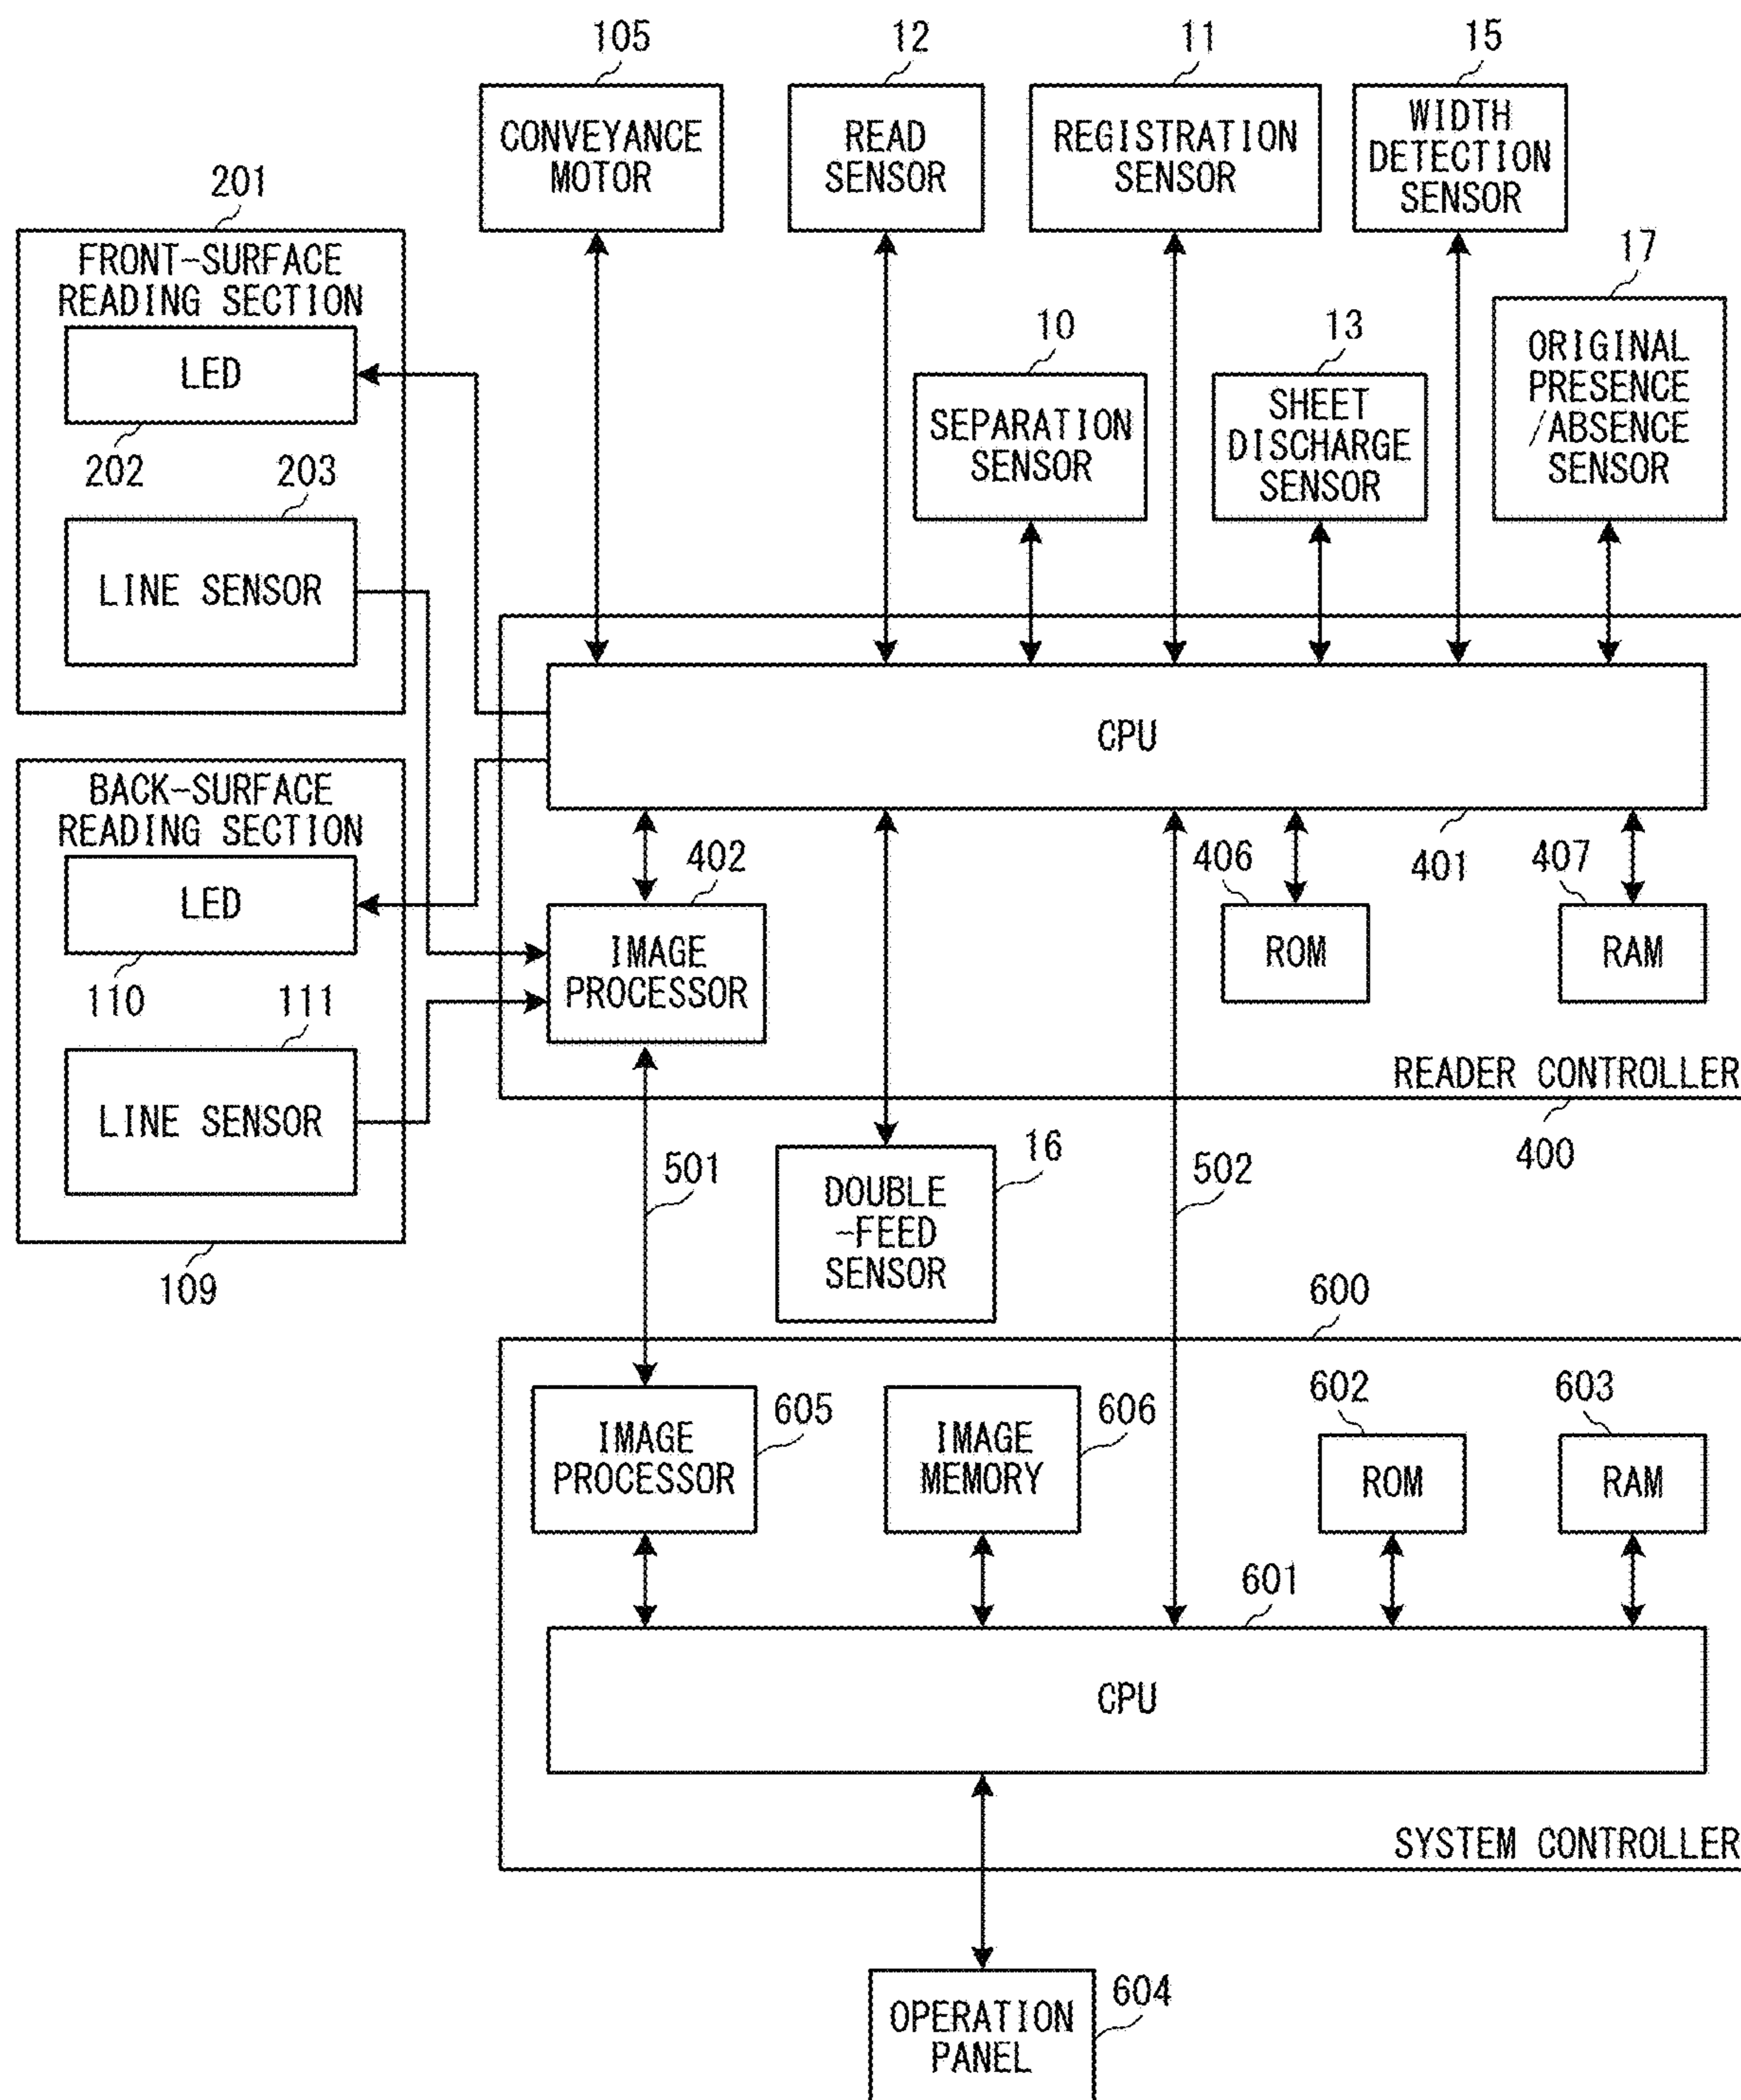 105
12
11
15
CONVEYANCE
MOTOR
READ
SENSOR
REGISTRATION
SENSOR
WIDTH
DETECTION
SENSOR
201
FRONT-SURFACE
READING SECTION
LED
202
203
LINE SENSOR
10
SEPARATION
SENSOR
13
SHEET
DISCHARGE
SENSOR
17
ORIGINAL
PRESENCE
/ABSENCE
SENSOR
CPU
401
BACK-SURFACE
READING SECTION
LED
110
111
LINE SENSOR
109
402
IMAGE
PROCESSOR
406
ROM
407
RAM
READER CONTROLLER
400
501
16
DOUBLE
-FEED
SENSOR
502
600
IMAGE
PROCESSOR
605
IMAGE
MEMORY
606
602
ROM
603
RAM
601
CPU
SYSTEM CONTROLLER
OPERATION
PANEL
604